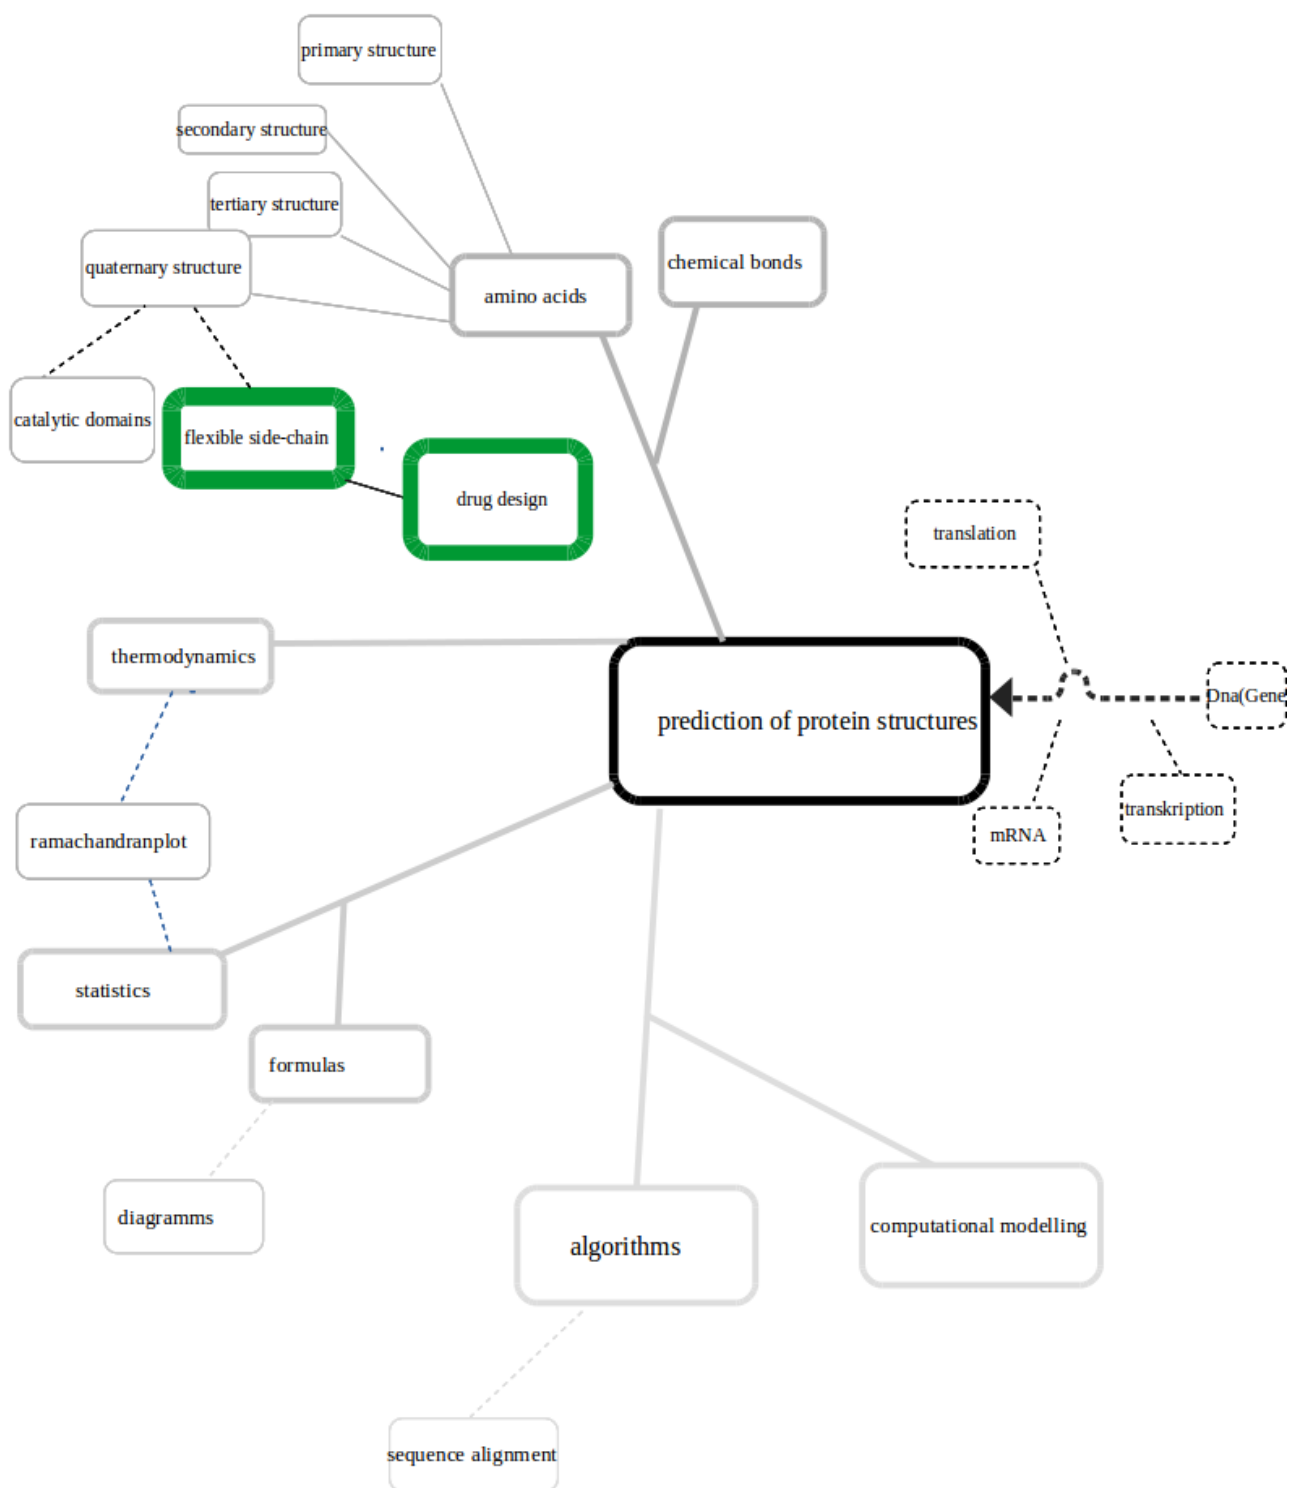 primary structure
secondary structure
tertiary structure
quaternary structure
chemical bonds
amino acids
catalytic domains
flexible side-chain
drug design
translation
thermodynamics
Dna(Gene
prediction of protein structures
transkription
mRNA
ramachandranplot
statistics
formulas
diagramms
computational modelling
algorithms
sequence alignment